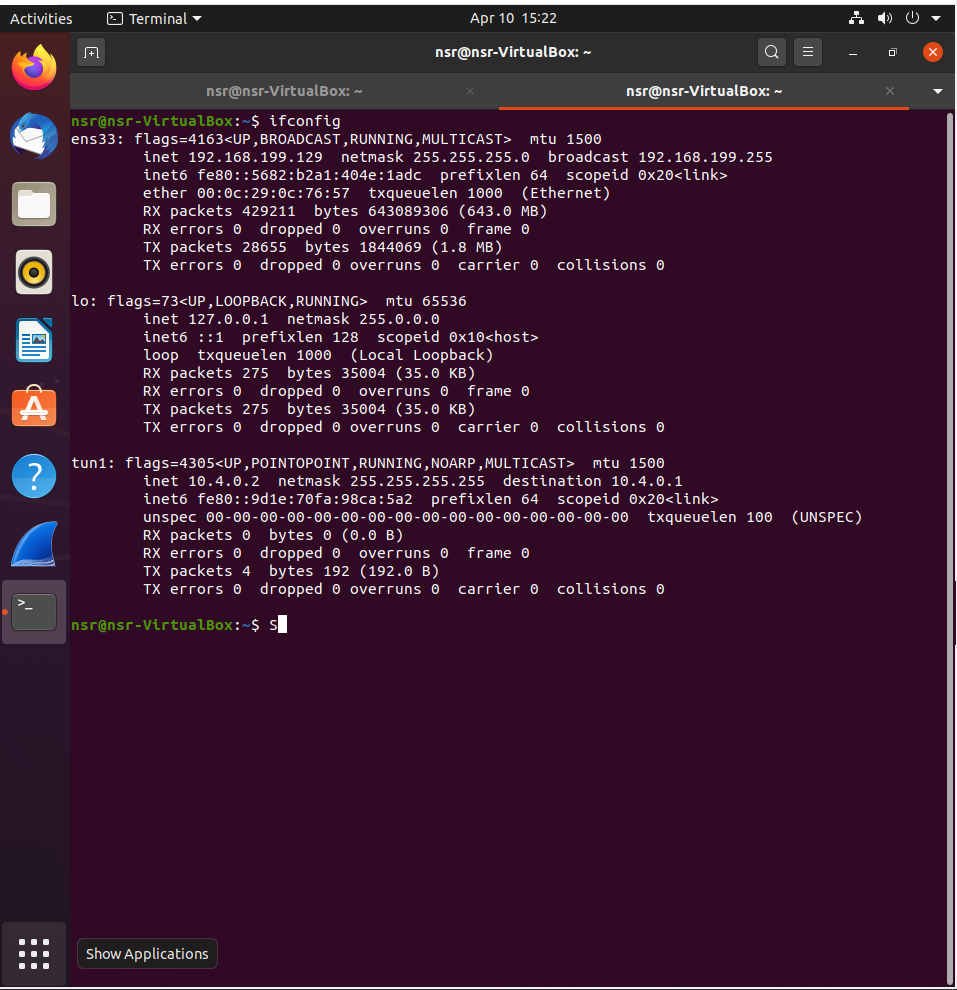 Activities Terminal Apr 10 15:22
nsr@nsr-VirtualBox: ~
nsr@nsr-VirtualBox: ~ nsr@nsr-VirtualBox: ~
nsr@nsr-VirtualBox:~$ ifconfig
ens33: flags=4163<UP,BROADCAST,RUNNING,MULTICAST>  mtu 1500
        inet 192.168.199.129  netmask 255.255.255.0  broadcast 192.168.199.255
        inet6 fe80::5682:b2a1:404e:1adc  prefixlen 64  scopeid 0x20<link>
        ether 00:0c:29:0c:76:57  txqueuelen 1000  (Ethernet)
        RX packets 429211  bytes 643089306 (643.0 MB)
        RX errors 0  dropped 0  overruns 0  frame 0
        TX packets 28655  bytes 1844069 (1.8 MB)
        TX errors 0  dropped 0 overruns 0  carrier 0  collisions 0
lo: flags=73<UP,LOOPBACK,RUNNING>  mtu 65536
        inet 127.0.0.1  netmask 255.0.0.0
        inet6 ::1  prefixlen 128  scopeid 0x10<host>
        loop  txqueuelen 1000  (Local Loopback)
        RX packets 275  bytes 35004 (35.0 KB)
        RX errors 0  dropped 0  overruns 0  frame 0
        TX packets 275  bytes 35004 (35.0 KB)
        TX errors 0  dropped 0 overruns 0  carrier 0  collisions 0
tun1: flags=4305<UP,POINTOPOINT,RUNNING,NOARP,MULTICAST>  mtu 1500
        inet 10.4.0.2  netmask 255.255.255.255  destination 10.4.0.1
        inet6 fe80::9d1e:70fa:98ca:5a2  prefixlen 64  scopeid 0x20<link>
        unspec 00-00-00-00-00-00-00-00-00-00-00-00-00-00-00-00  txqueuelen 100  (UNSPEC)
        RX packets 0  bytes 0 (0.0 B)
        RX errors 0  dropped 0  overruns 0  frame 0
        TX packets 4  bytes 192 (192.0 B)
        TX errors 0  dropped 0 overruns 0  carrier 0  collisions 0
nsr@nsr-VirtualBox:~$ S
Show Applications